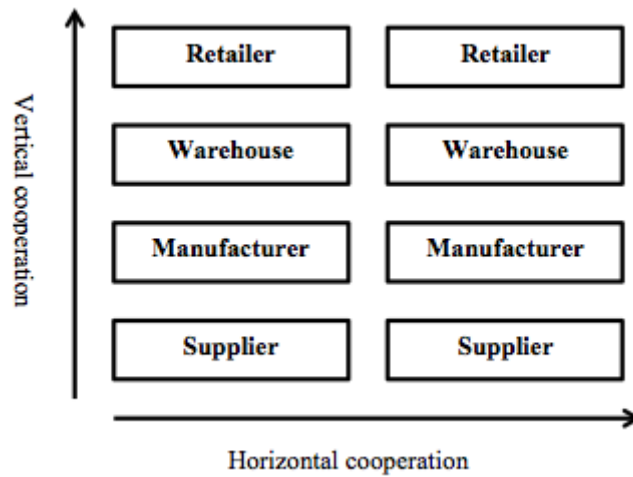 Retailer
Retailer
Warehouse
Warehouse
Manufacturer
Manufacturer
Supplier
Supplier
Vertical cooperation
Horizontal cooperation